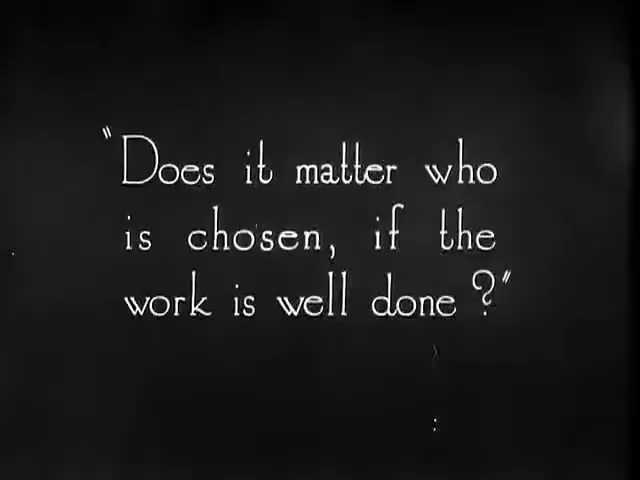 "Does it matter who
is chosen, if the
work is well done?"